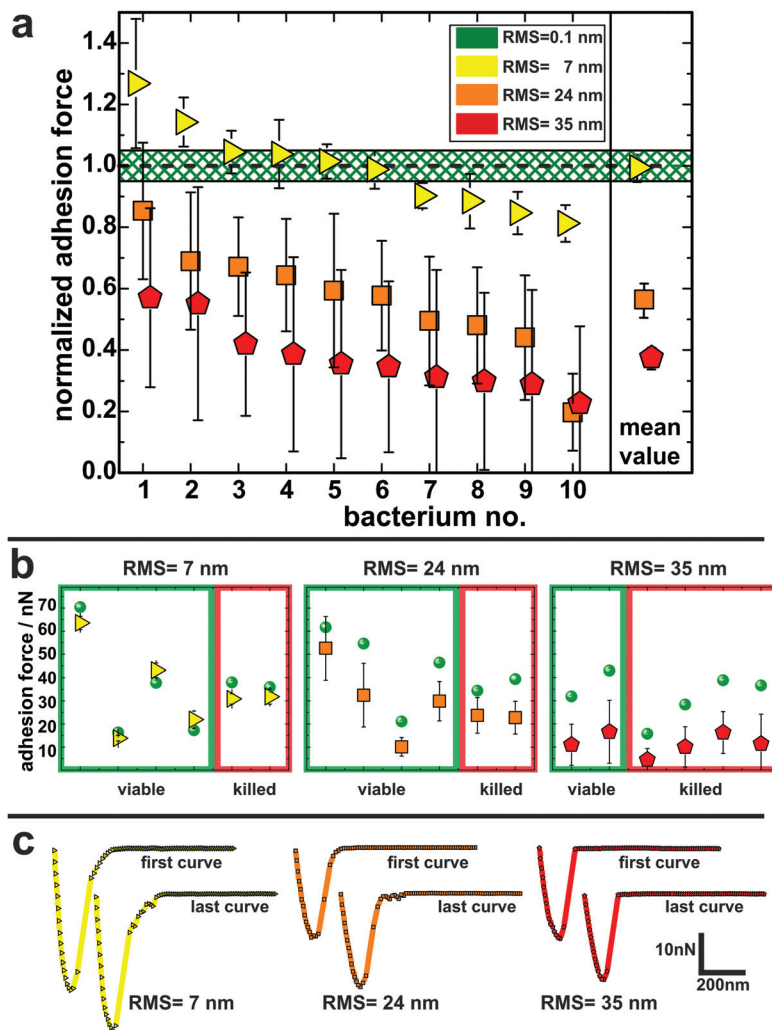 a
normalized adhesion force
1.4
1.2
1.0
0.8
0.6
0.4
0.2
0.0
RMS=0.1 nm
RMS= 7 nm
RMS= 24 nm
RMS= 35 nm
mean
value
1 2 3 4 5 6 7 8 9 10
bacterium no.
b
RMS= 7 nm RMS= 24 nm RMS= 35 nm
adhesion force / nN
70
60
50
40
30
20
10
viable killed viable killed viable killed
c
first curve first curve first curve
last curve last curve last curve
10nN
200nm
RMS= 7 nm RMS= 24 nm RMS= 35 nm